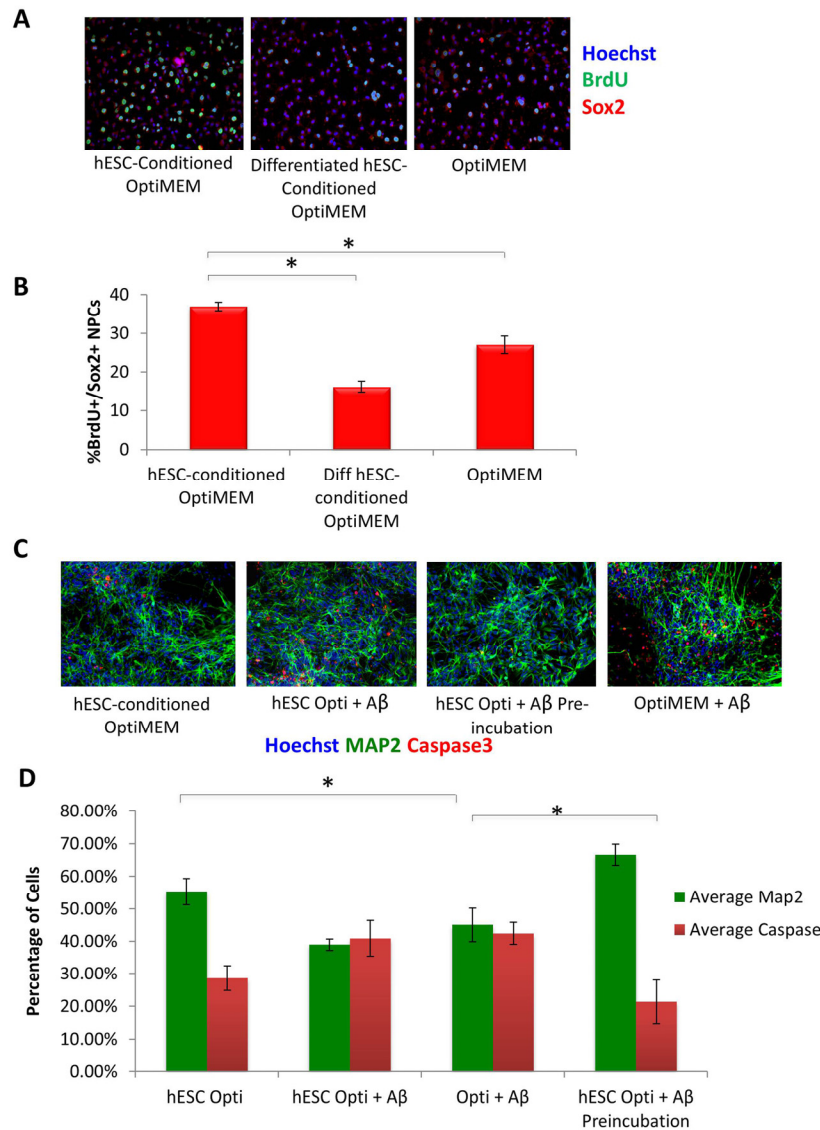 A
Hoechst
BrdU
Sox2
hESC-Conditioned
OptiMEM
Differentiated hESC-
Conditioned
OptiMEM
OptiMEM
B
*
*
%BrdU+/Sox2+ NPCs
40
30
20
10
0
hESC-conditioned
OptiMEM
Diff hESC-
conditioned
OptiMEM
OptiMEM
C
hESC-conditioned
OptiMEM
hESC Opti + Aβ
hESC Opti + Aβ Pre-
incubation
OptiMEM + Aβ
Hoechst MAP2 Caspase3
D
*
*
Percentage of Cells
80.00%
70.00%
60.00%
50.00%
40.00%
30.00%
20.00%
10.00%
0.00%
Average Map2
Average Caspase
hESC Opti
hESC Opti + Aβ
Opti + Aβ
hESC Opti + Aβ
Preincubation